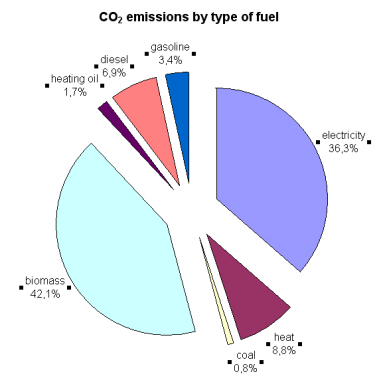 CO₂ emissions by type of fuel
gasoline
3,4%
diesel
6,9%
heating oil
1,7%
electricity
36,3%
biomass
42,1%
heat
8,8%
coal
0,8%